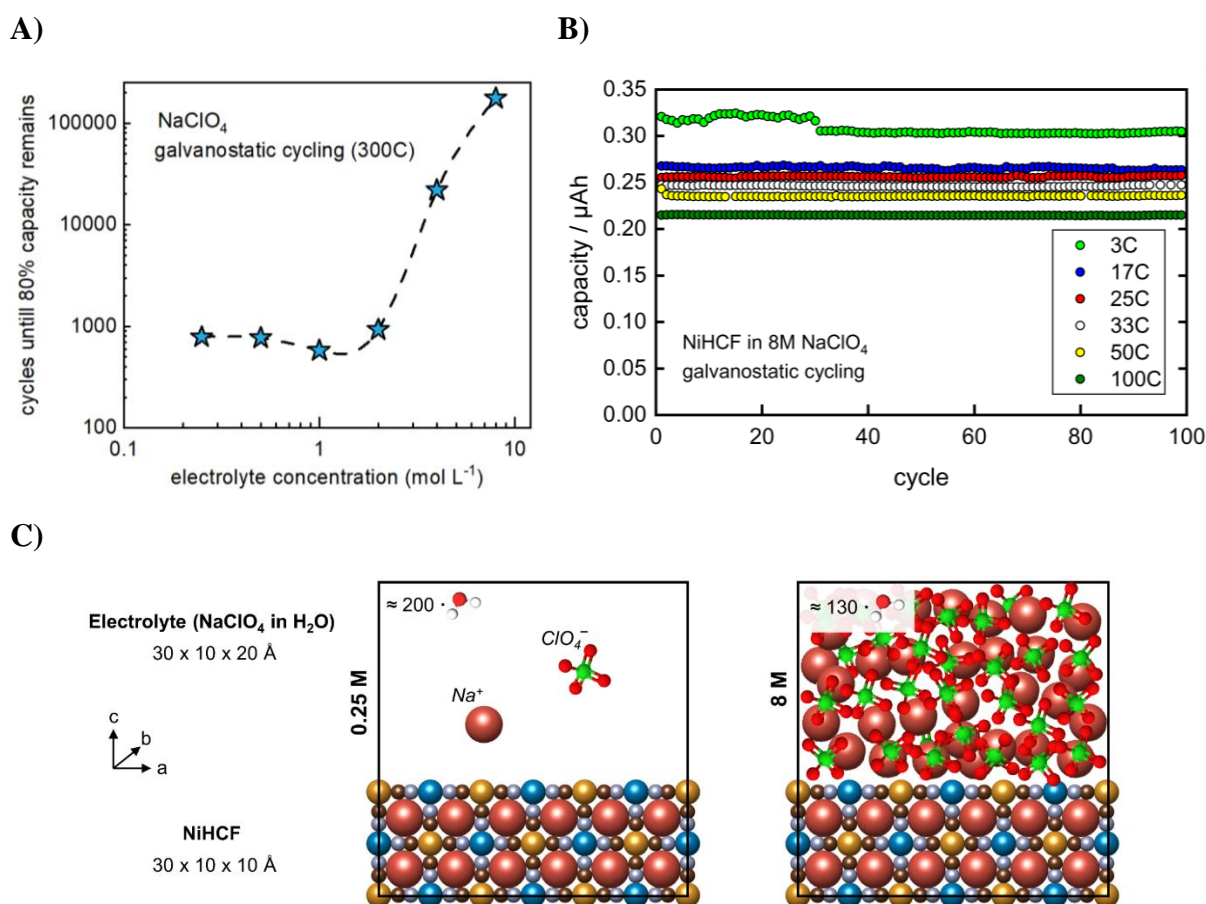 A)
NaClO₄
galvanostatic cycling (300C)
cycles untill 80% capacity remains
100000
10000
1000
100
0.1
1
10
electrolyte concentration (mol L⁻¹)
B)
capacity / µAh
0.35
0.30
0.25
0.20
0.15
0.10
0.05
0.00
NiHCF in 8M NaClO₄
galvanostatic cycling
3C
17C
25C
33C
50C
100C
0
20
40
60
80
100
cycle
C)
Electrolyte (NaClO₄ in H₂O)
30 x 10 x 20 Å
c
b
a
NiHCF
30 x 10 x 10 Å
0.25 M
≈ 200 ·
ClO₄⁻
Na⁺
8 M
≈ 130 ·